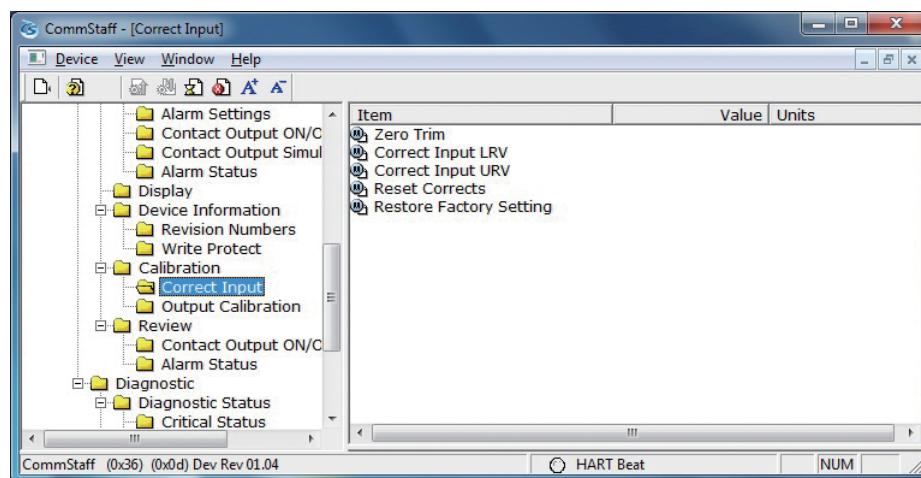 CommStaff - [Correct Input]
Device View Window Help
Alarm Settings
Contact Output ON/O
Contact Output Simul
Alarm Status
Display
Device Information
Revision Numbers
Write Protect
Calibration
Correct Input
Output Calibration
Review
Contact Output ON/O
Alarm Status
Diagnostic
Diagnostic Status
Critical Status
Item Value Units
Zero Trim
Correct Input LRV
Correct Input URV
Reset Corrects
Restore Factory Setting
CommStaff (0x36) (0x0d) Dev Rev 01.04 HART Beat NUM